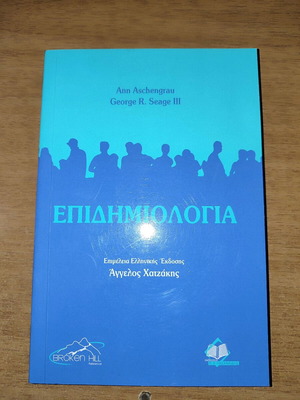 Ann Aschengrau
George R. Seage III
ΕΠΙΔΗΜΙΟΛΟΓΙΑ
Επιμέλεια Ελληνικής Έκδοσης
Άγγελος Χατζάκης
BROKEN HILL